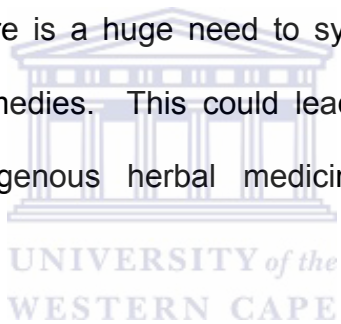 re is a huge need to sy
nedies. This could lead
genous herbal medicin
UNIVERSITY of the
WESTERN CAPE